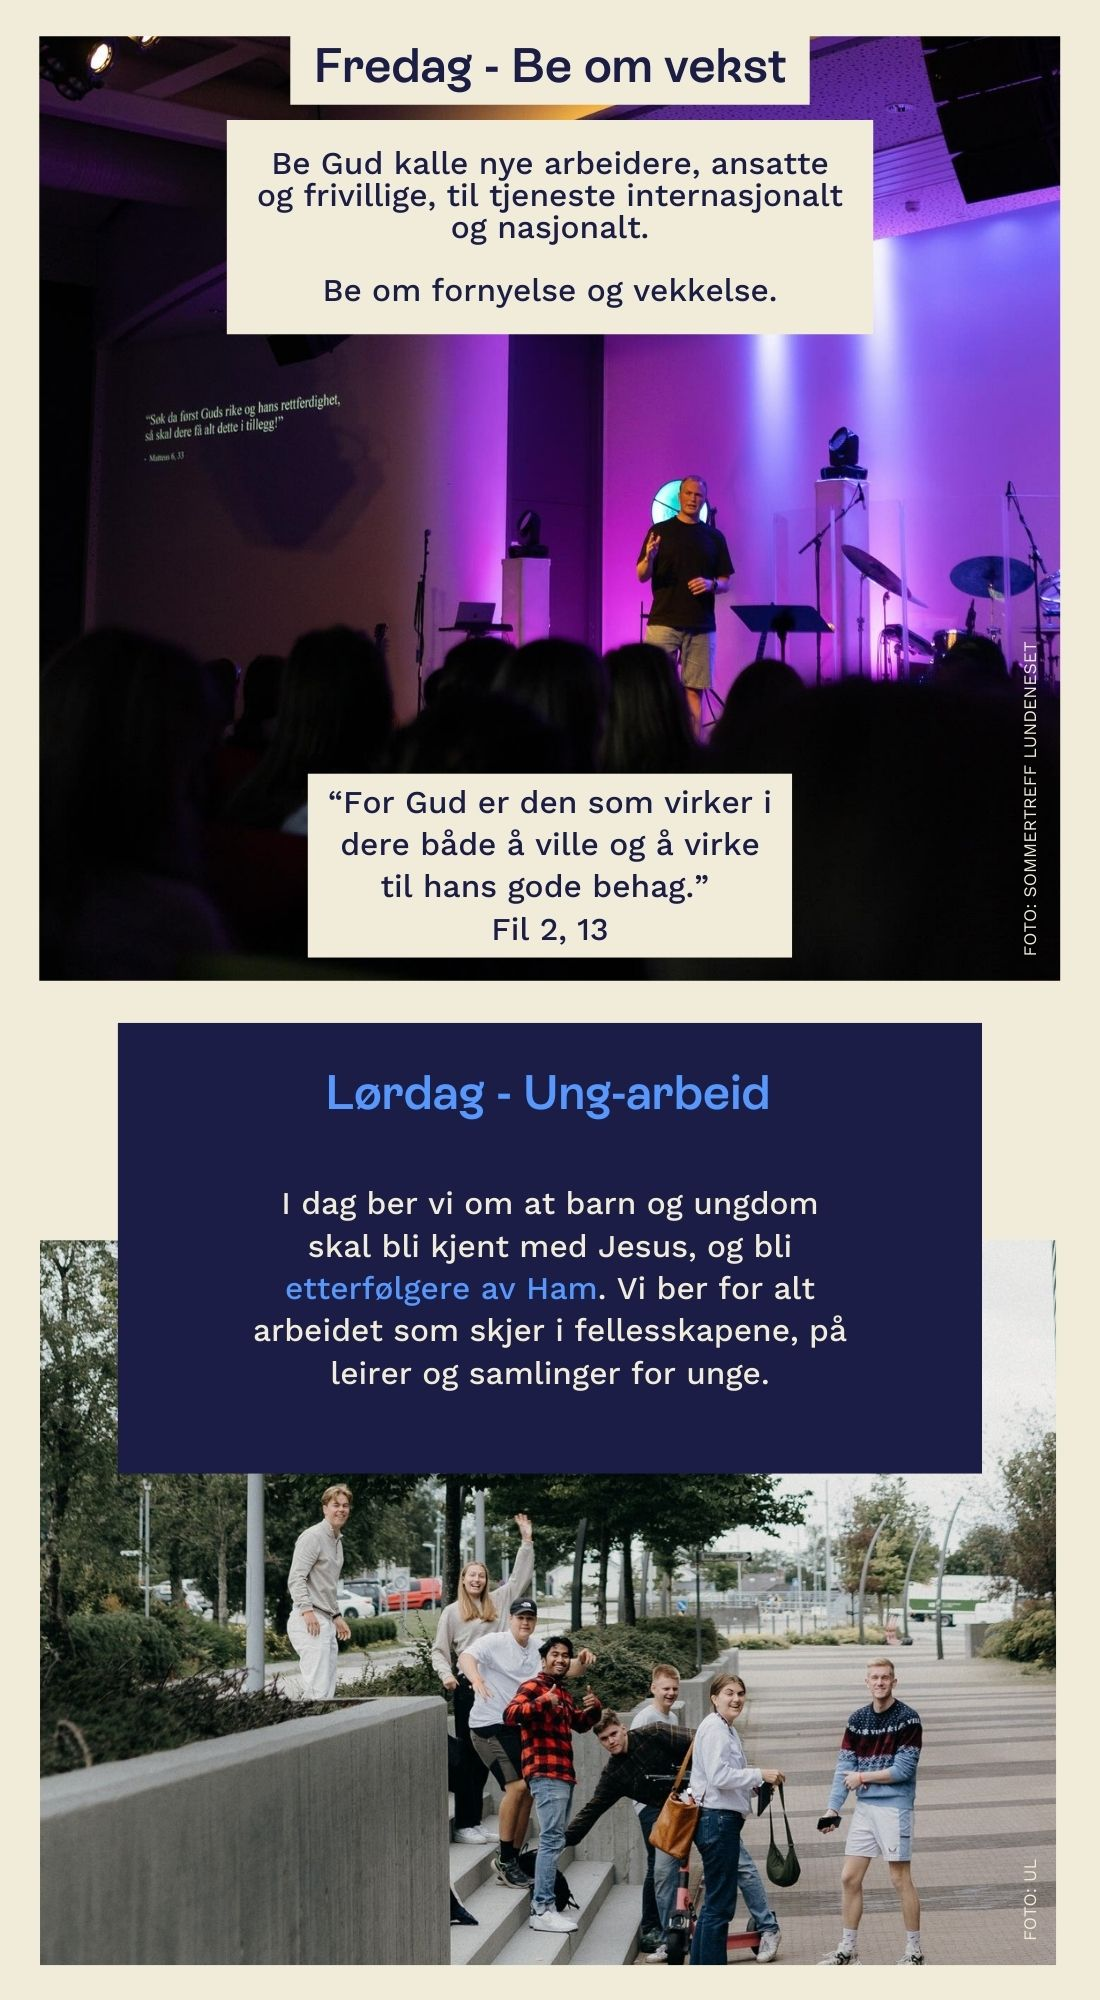 Fredag - Be om vekst
Be Gud kalle nye arbeidere, ansatte
og frivillige, til tjeneste internasjonalt
og nasjonalt.
Be om fornyelse og vekkelse.
“Søk da først Guds rike og hans rettferdighet,
så skal dere få alt dette i tillegg!”
- Matteus 6, 33
“For Gud er den som virker i
dere både å ville og å virke
til hans gode behag.”
Fil 2, 13
FOTO: SOMMERTREFF LUNDENESET
Lørdag - Ung-arbeid
I dag ber vi om at barn og ungdom
skal bli kjent med Jesus, og bli
etterfølgere av Ham. Vi ber for alt
arbeidet som skjer i fellesskapene, på
leirer og samlinger for unge.
FOTO: UL